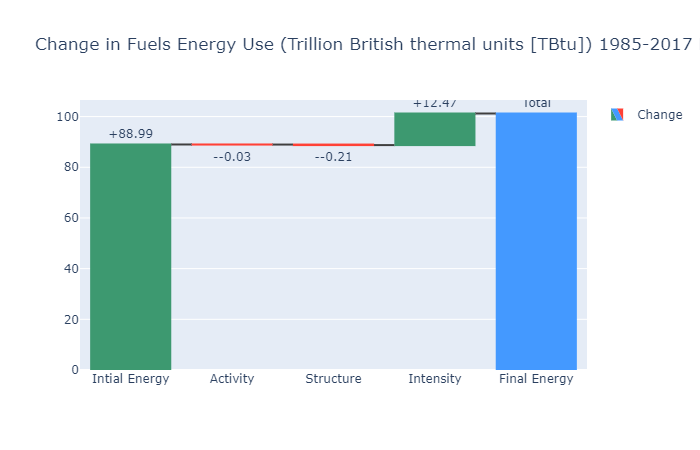 Change in Fuels Energy Use (Trillion British thermal units [TBtu]) 1985-2017
+12.47
Total
Change
100
+88.99
--0.03
--0.21
80
60
40
20
0
Intial Energy
Activity
Structure
Intensity
Final Energy